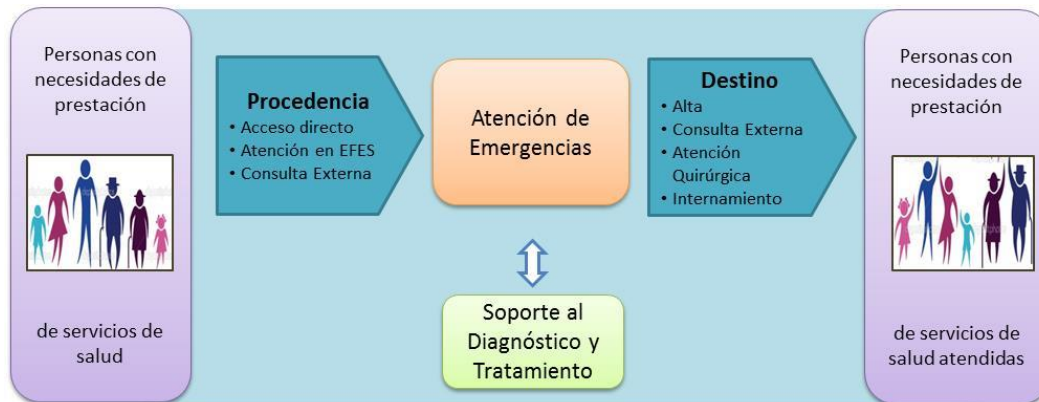 Personas con
necesidades de
prestación
de servicios de
salud
Procedencia
• Acceso directo
• Atención en EFES
• Consulta Externa
Atención de
Emergencias
Soporte al
Diagnóstico y
Tratamiento
Destino
• Alta
• Consulta Externa
• Atención
Quirúrgica
• Internamiento
Personas con
necesidades de
prestación
de servicios de
salud atendidas